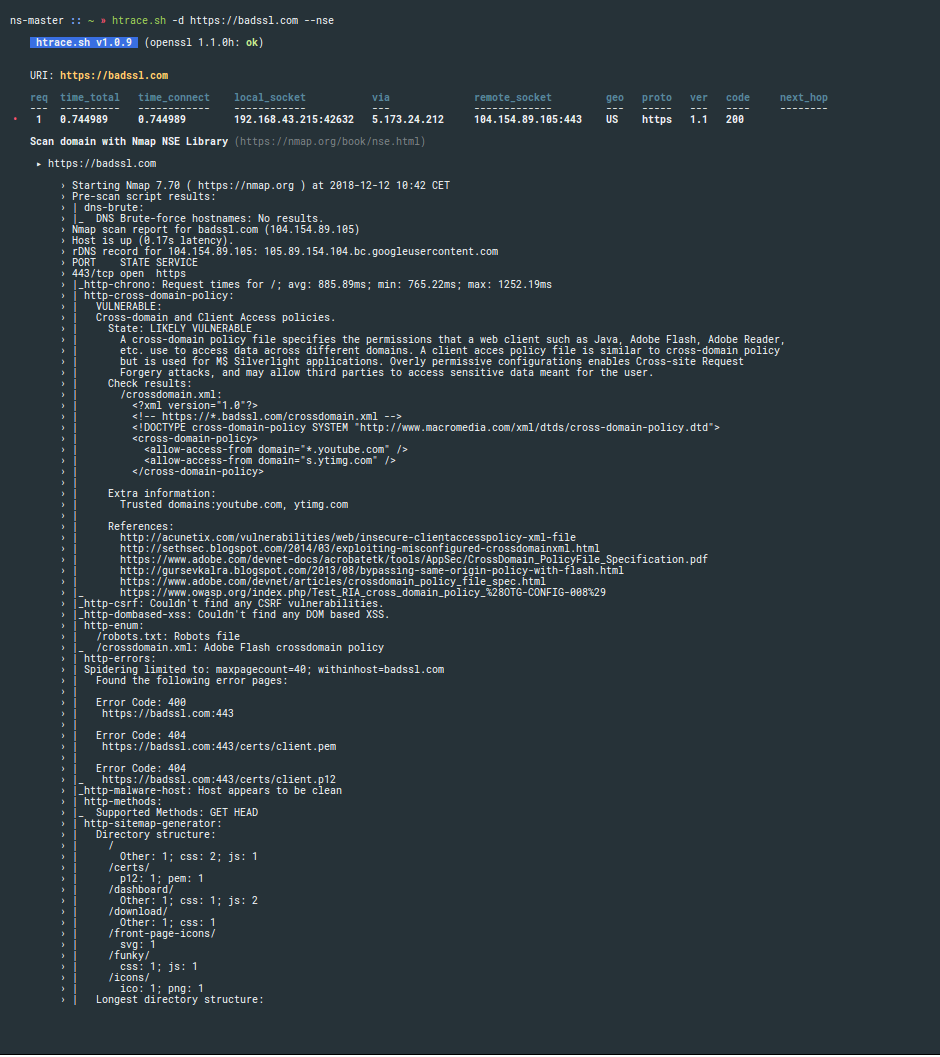 ns-master :: ~ » htrace.sh -d https://badssl.com --nse
htrace.sh v1.0.9 (openssl 1.1.0h: ok)
URI: https://badssl.com
req time_total time_connect local_socket via remote_socket geo proto ver code next_hop
--- ---------- ------------ ------------ --- ------------- --- ----- --- ---- --------
• 1 0.744989 0.744989 192.168.43.215:42632 5.173.24.212 104.154.89.105:443 US https 1.1 200
Scan domain with Nmap NSE Library (https://nmap.org/book/nse.html)
▸ https://badssl.com
› Starting Nmap 7.70 ( https://nmap.org ) at 2018-12-12 10:42 CET
› Pre-scan script results:
› | dns-brute:
› |_  DNS Brute-force hostnames: No results.
› Nmap scan report for badssl.com (104.154.89.105)
› Host is up (0.17s latency).
› rDNS record for 104.154.89.105: 105.89.154.104.bc.googleusercontent.com
› PORT    STATE SERVICE
› 443/tcp open  https
› |_http-chrono: Request times for /; avg: 885.89ms; min: 765.22ms; max: 1252.19ms
› | http-cross-domain-policy:
› |   VULNERABLE:
› |   Cross-domain and Client Access policies.
› |     State: LIKELY VULNERABLE
› |       A cross-domain policy file specifies the permissions that a web client such as Java, Adobe Flash, Adobe Reader,
› |       etc. use to access data across different domains. A client acces policy file is similar to cross-domain policy
› |       but is used for M$ Silverlight applications. Overly permissive configurations enables Cross-site Request
› |       Forgery attacks, and may allow third parties to access sensitive data meant for the user.
› |     Check results:
› |       /crossdomain.xml:
› |         <?xml version="1.0"?>
› |         <!-- https://*.badssl.com/crossdomain.xml -->
› |         <!DOCTYPE cross-domain-policy SYSTEM "http://www.macromedia.com/xml/dtds/cross-domain-policy.dtd">
› |         <cross-domain-policy>
› |           <allow-access-from domain="*.youtube.com" />
› |           <allow-access-from domain="s.ytimg.com" />
› |         </cross-domain-policy>
› |
› |     Extra information:
› |       Trusted domains:youtube.com, ytimg.com
› |
› |     References:
› |       http://acunetix.com/vulnerabilities/web/insecure-clientaccesspolicy-xml-file
› |       http://sethsec.blogspot.com/2014/03/exploiting-misconfigured-crossdomainxml.html
› |       https://www.adobe.com/devnet-docs/acrobatetk/tools/AppSec/CrossDomain_PolicyFile_Specification.pdf
› |       http://gursevkalra.blogspot.com/2013/08/bypassing-same-origin-policy-with-flash.html
› |       https://www.adobe.com/devnet/articles/crossdomain_policy_file_spec.html
› |_      https://www.owasp.org/index.php/Test_RIA_cross_domain_policy_%28OTG-CONFIG-008%29
› |_http-csrf: Couldn't find any CSRF vulnerabilities.
› |_http-dombased-xss: Couldn't find any DOM based XSS.
› | http-enum:
› |   /robots.txt: Robots file
› |_  /crossdomain.xml: Adobe Flash crossdomain policy
› | http-errors:
› | Spidering limited to: maxpagecount=40; withinhost=badssl.com
› |   Found the following error pages:
› |
› |   Error Code: 400
› |    https://badssl.com:443
› |
› |   Error Code: 404
› |    https://badssl.com:443/certs/client.pem
› |
› |   Error Code: 404
› |_   https://badssl.com:443/certs/client.p12
› |_http-malware-host: Host appears to be clean
› | http-methods:
› |_  Supported Methods: GET HEAD
› | http-sitemap-generator:
› |   Directory structure:
› |     /
› |       Other: 1; css: 2; js: 1
› |     /certs/
› |       p12: 1; pem: 1
› |     /dashboard/
› |       Other: 1; css: 1; js: 2
› |     /download/
› |       Other: 1; css: 1
› |     /front-page-icons/
› |       svg: 1
› |     /funky/
› |       css: 1; js: 1
› |     /icons/
› |       ico: 1; png: 1
› |   Longest directory structure: